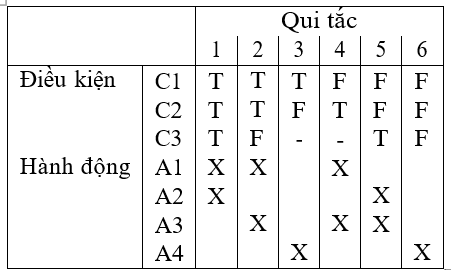 Qui tắc
1 2 3 4 5 6
Điều kiện C1 T T T F F F
C2 T T F T F F
C3 T F - - T F
Hành động A1 X X X
A2 X X
A3 X X X
A4 X X